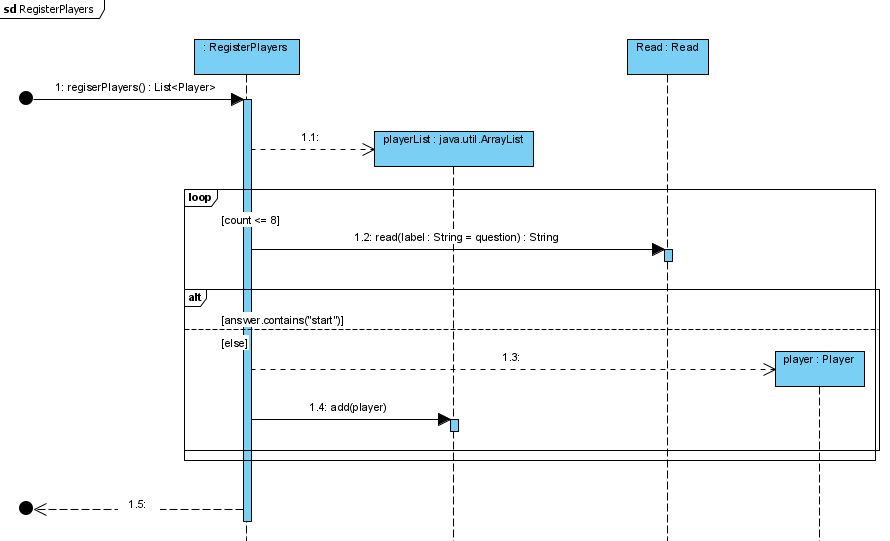 sd RegisterPlayers
: RegisterPlayers
Read : Read
1: regiserPlayers() : List<Player>
1.1:
playerList : java.util.ArrayList
loop
[count <= 8]
1.2: read(label : String = question) : String
alt
[answer.contains("start")]
[else]
1.3:
player : Player
1.4: add(player)
1.5: